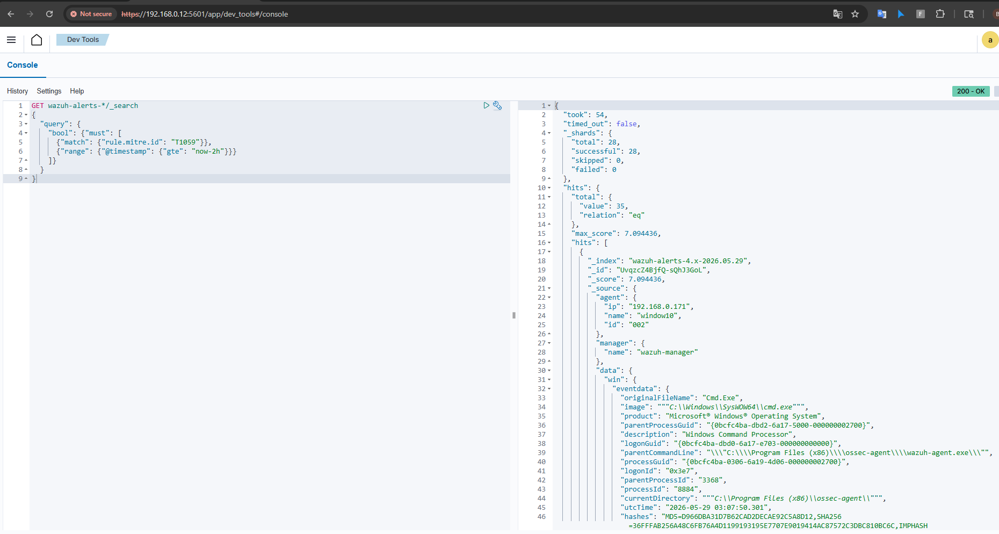 Not secure https://192.168.0.12:5601/app/dev_tools#/console
Dev Tools
a
Console
History Settings Help
200 - OK
1 GET wazuh-alerts-*/_search
2 {
3 "query": {
4 "bool": {"must": [
5 {"match": {"rule.mitre.id": "T1059"}},
6 {"range": {"@timestamp": {"gte": "now-2h"}}}
7 ]}
8 }
9 }
1 {
2 "took": 54,
3 "timed_out": false,
4 "_shards": {
5 "total": 28,
6 "successful": 28,
7 "skipped": 0,
8 "failed": 0
9 },
10 "hits": {
11 "total": {
12 "value": 35,
13 "relation": "eq"
14 },
15 "max_score": 7.094436,
16 "hits": [
17 {
18 "_index": "wazuh-alerts-4.x-2026.05.29",
19 "_id": "UvqzcZ4BjfQ-sQhJ3GoL",
20 "_score": 7.094436,
21 "_source": {
22 "agent": {
23 "ip": "192.168.0.171",
24 "name": "window10",
25 "id": "002"
26 },
27 "manager": {
28 "name": "wazuh-manager"
29 },
30 "data": {
31 "win": {
32 "eventdata": {
33 "originalFileName": "Cmd.Exe",
34 "image": """C:\\Windows\\SysWOW64\\cmd.exe""",
35 "product": "Microsoft® Windows® Operating System",
36 "parentProcessGuid": "{0bcfc4ba-dbd2-6a17-5000-000000002700}",
37 "description": "Windows Command Processor",
38 "logonGuid": "{0bcfc4ba-dbd0-6a17-e703-000000000000}",
39 "parentCommandLine": "\\\"C:\\\\Program Files (x86)\\\\ossec-agent\\\\wazuh-agent.exe\\\"",
40 "processGuid": "{0bcfc4ba-0306-6a19-4d06-000000002700}",
41 "logonId": "0x3e7",
42 "parentProcessId": "3368",
43 "processId": "8884",
44 "currentDirectory": """C:\\Program Files (x86)\\ossec-agent\\""",
45 "utcTime": "2026-05-29 03:07:50.301",
46 "hashes": "MD5=D966DBA31D7B62CAD2DECAE92C5A8D12,SHA256
=36FFFAB256A48C6FB76A4D1199193195E7707E9019414AC87572C3DBC810BC6C,IMPHASH